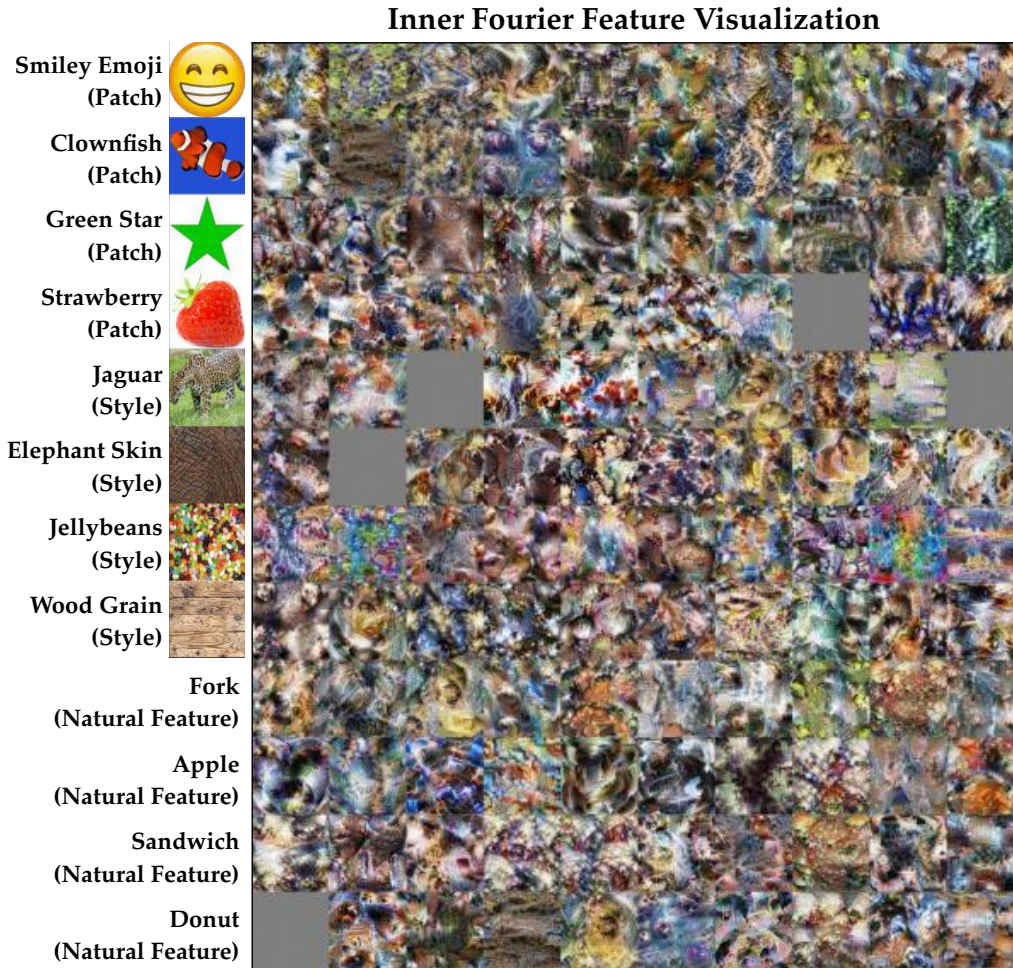 Inner Fourier Feature Visualization
Smiley Emoji
(Patch)
Clownfish
(Patch)
Green Star
(Patch)
Strawberry
(Patch)
Jaguar
(Style)
Elephant Skin
(Style)
Jellybeans
(Style)
Wood Grain
(Style)
Fork
(Natural Feature)
Apple
(Natural Feature)
Sandwich
(Natural Feature)
Donut
(Natural Feature)